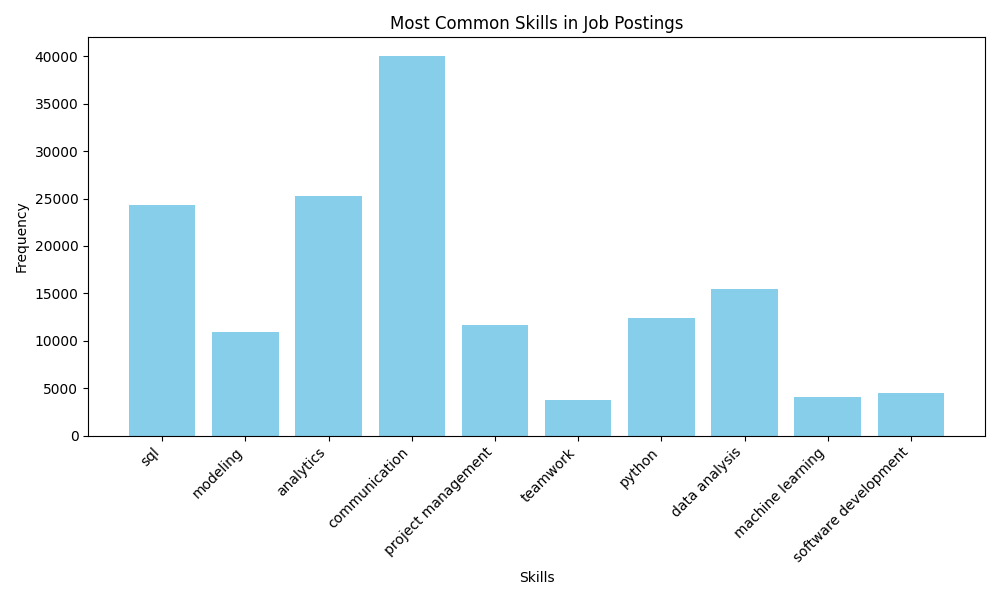 Most Common Skills in Job Postings
Frequency
40000
35000
30000
25000
20000
15000
10000
5000
0
sql
modeling
analytics
communication
project management
teamwork
python
data analysis
machine learning
software development
Skills